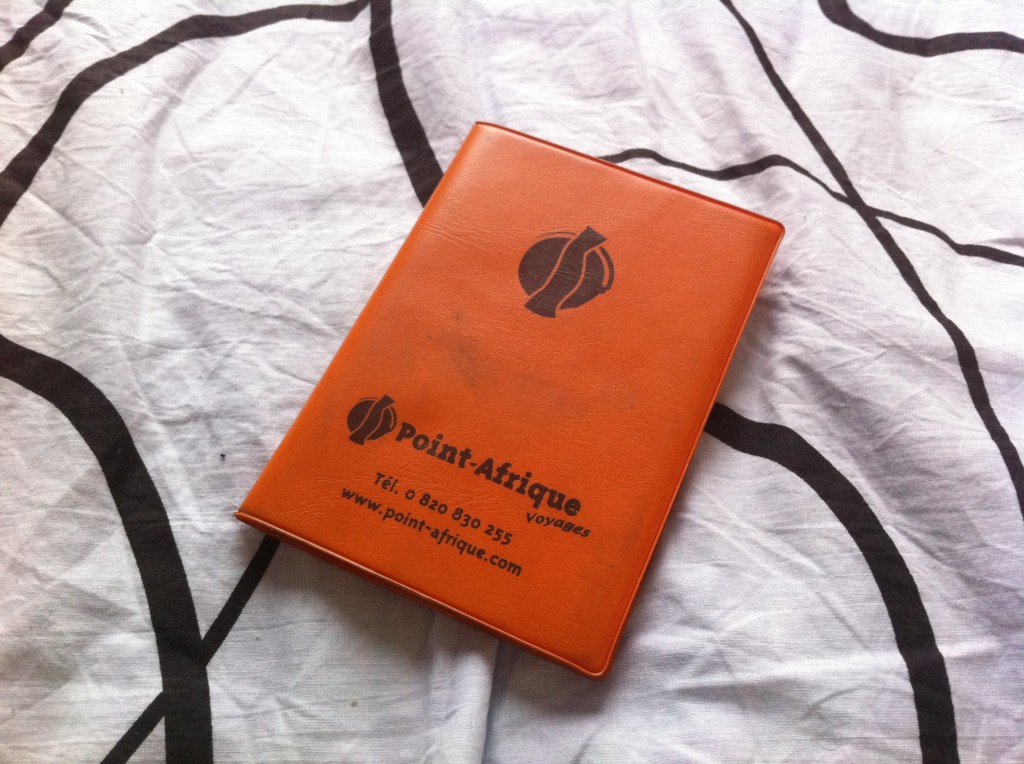 Point-Afrique
Voyages
Tél. 0 820 830 255
www.point-afrique.com